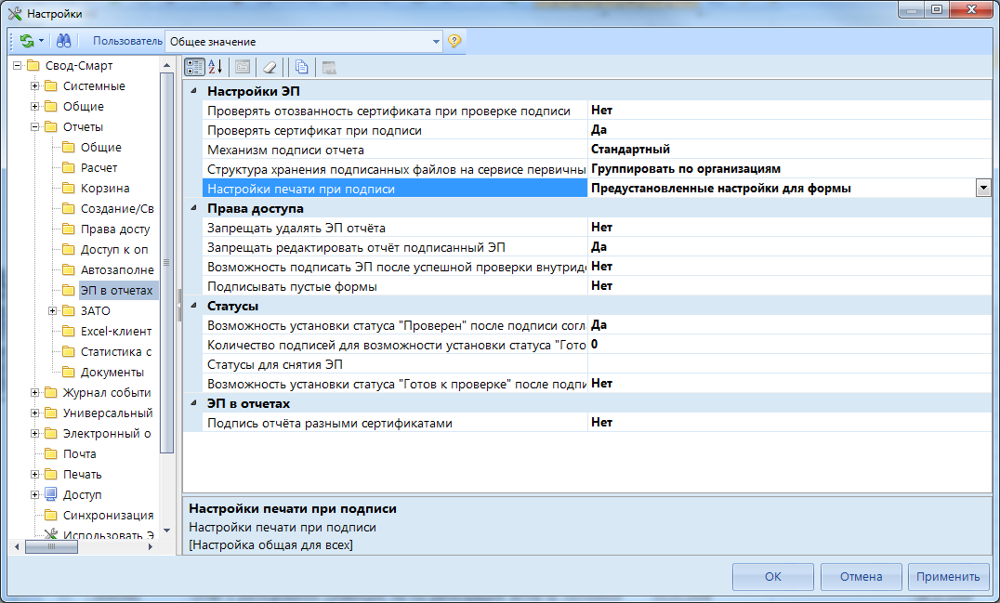 Настройки
Пользователь Общее значение
Свод-Смарт
Системные
Общие
Отчеты
Общие
Расчет
Корзина
Создание/Св
Права досту
Доступ к оп
Автозаполне
ЭП в отчетах
ЗАТО
Excel-клиент
Статистика с
Документы
Журнал событи
Универсальный
Электронный о
Почта
Печать
Доступ
Синхронизация
Использовать Э
Настройки ЭП
Проверять отозванность сертификата при проверке подписи Нет
Проверять сертификат при подписи Да
Механизм подписи отчета Стандартный
Структура хранения подписанных файлов на сервисе первичны Группировать по организациям
Настройки печати при подписи Предустановленные настройки для формы
Права доступа
Запрещать удалять ЭП отчёта Нет
Запрещать редактировать отчёт подписанный ЭП Да
Возможность подписать ЭП после успешной проверки внутридо Нет
Подписывать пустые формы Нет
Статусы
Возможность установки статуса "Проверен" после подписи согл Да
Количество подписей для возможности установки статуса "Гото 0
Статусы для снятия ЭП
Возможность установки статуса "Готов к проверке" после подпи Нет
ЭП в отчетах
Подпись отчёта разными сертификатами Нет
Настройки печати при подписи
Настройки печати при подписи
[Настройка общая для всех]
ОК Отмена Применить